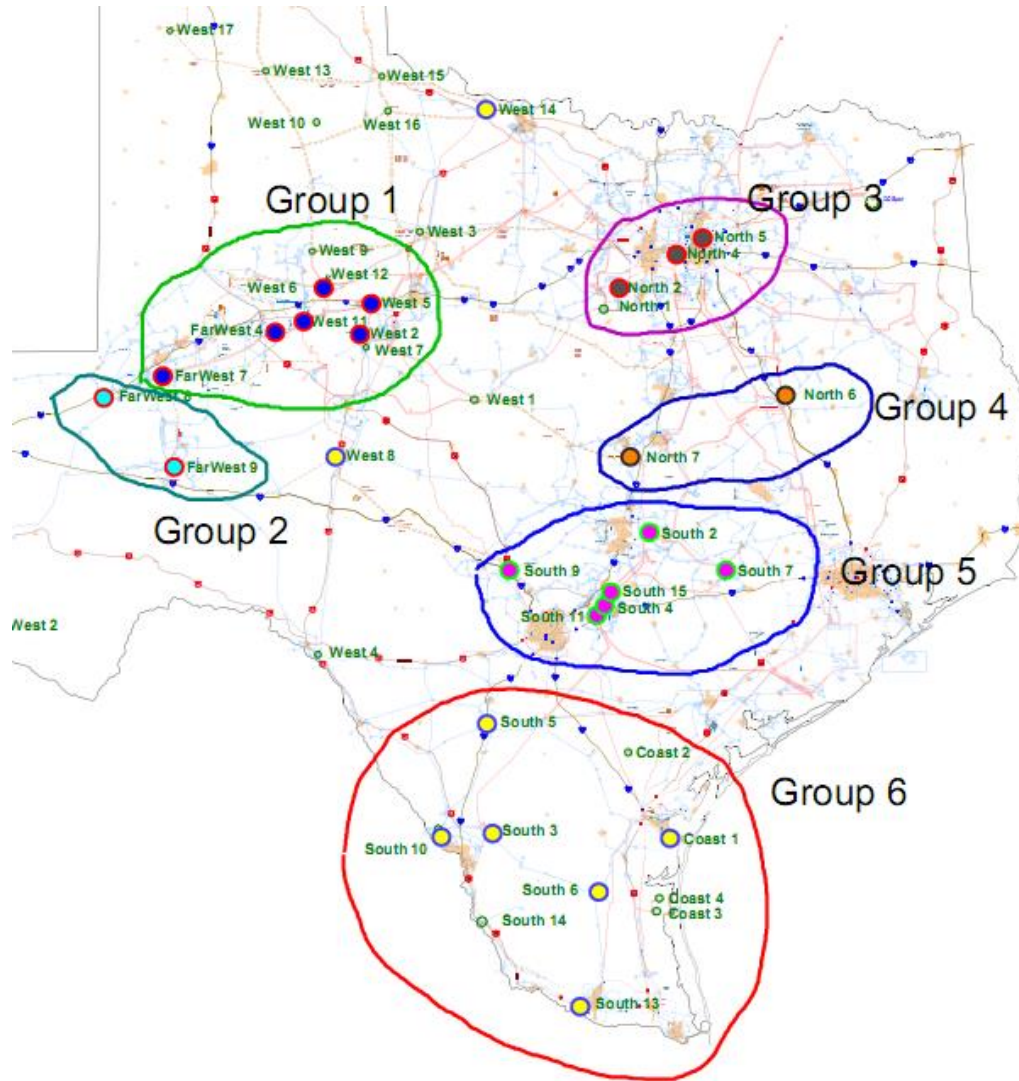 West 17
West 13
West 15
West 10
West 16
West 14
Group 1
Group 3
West 3
West 9
North 5
North 4
West 12
West 6
North 2
West 5
North 1
West 11
FarWest 4
West 2
West 7
FarWest 7
FarWest 8
North 6
West 1
Group 4
West 8
North 7
FarWest 9
Group 2
South 2
South 9
South 7
Group 5
South 15
South 4
South 11
West 2
West 4
South 5
Coast 2
Group 6
South 3
Coast 1
South 10
South 6
Coast 4
Coast 3
South 14
South 13